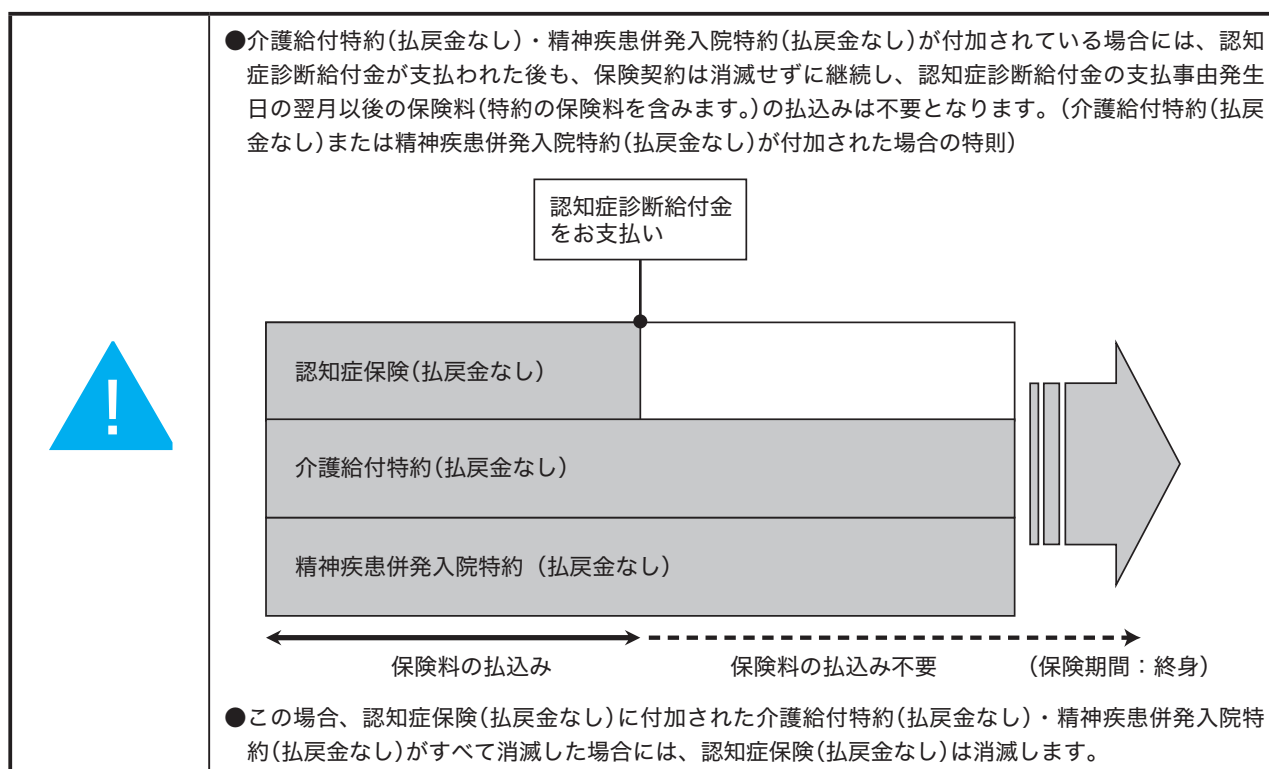 ●介護給付特約(払戻金なし)・精神疾患併発入院特約(払戻金なし)が付加されている場合には、認知
症診断給付金が支払われた後も、保険契約は消滅せずに継続し、認知症診断給付金の支払事由発生
日の翌月以後の保険料(特約の保険料を含みます。)の払込みは不要となります。(介護給付特約(払戻
金なし)または精神疾患併発入院特約(払戻金なし)が付加された場合の特則)
認知症診断給付金
をお支払い
認知症保険(払戻金なし)
介護給付特約(払戻金なし)
精神疾患併発入院特約(払戻金なし)
保険料の払込み 保険料の払込み不要 (保険期間:終身)
●この場合、認知症保険(払戻金なし)に付加された介護給付特約(払戻金なし)・精神疾患併発入院特
約(払戻金なし)がすべて消滅した場合には、認知症保険(払戻金なし)は消滅します。
!